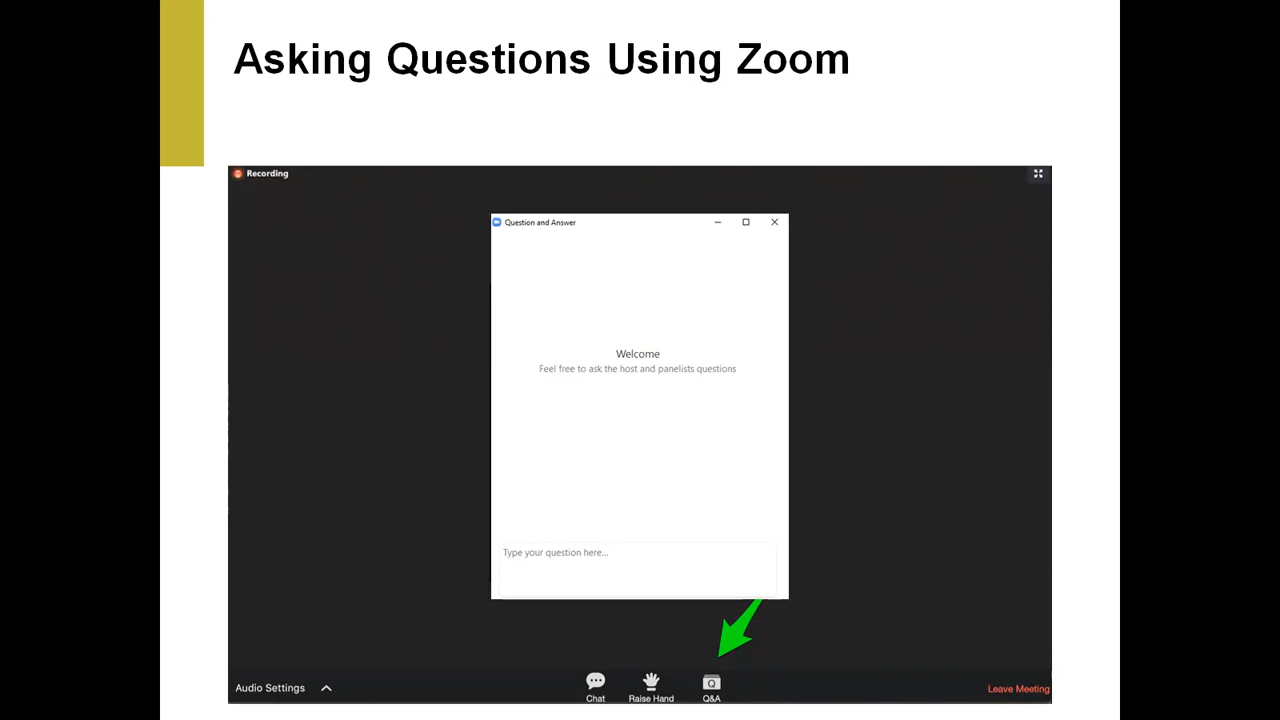 Asking Questions Using Zoom
Recording
Question and Answer
Welcome
Feel free to ask the host and panelists questions
Type your question here...
Audio Settings
Chat
Raise Hand
Q
Q&A
Leave Meeting